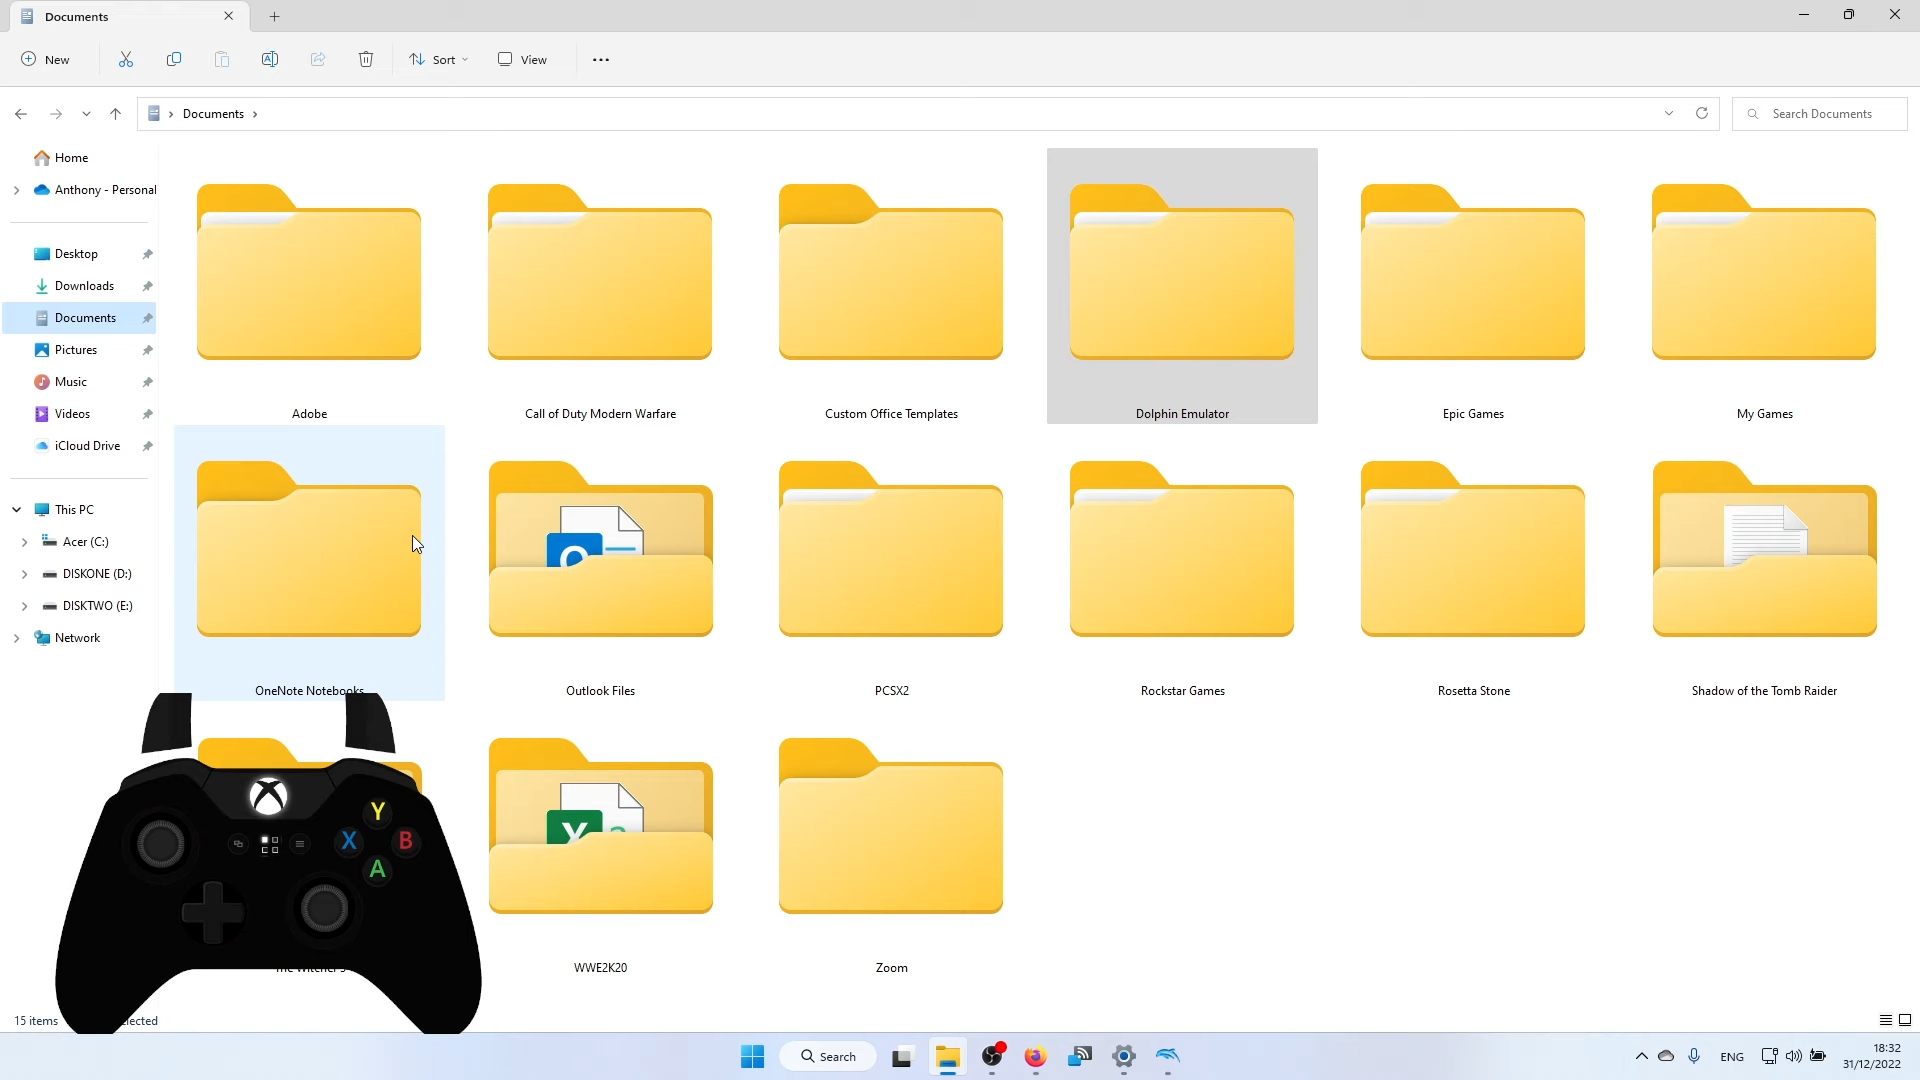 Documents
New
Sort
View
Documents
Search Documents
Home
Anthony - Personal
Desktop
Downloads
Documents
Pictures
Music
Videos
iCloud Drive
This PC
Acer (C:)
DISKONE (D:)
DISKTWO (E:)
Network
Adobe
Call of Duty Modern Warfare
Custom Office Templates
Dolphin Emulator
Epic Games
My Games
OneNote Notebooks
Outlook Files
PCSX2
Rockstar Games
Rosetta Stone
Shadow of the Tomb Raider
The Witcher 3
WWE2K20
Zoom
Y
X
B
A
15 items
Search
ENG
18:32
31/12/2022